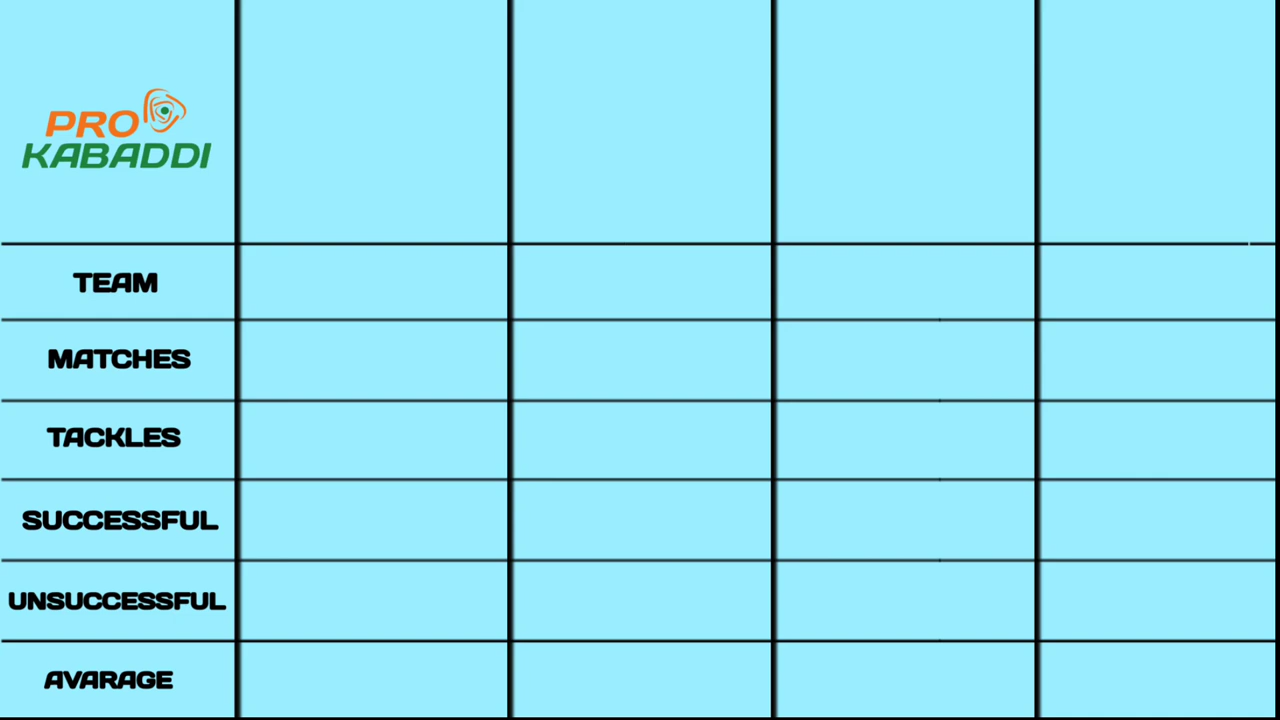 PRO
KABADDI
TEAM
MATCHES
TACKLES
SUCCESSFUL
UNSUCCESSFUL
AVARAGE